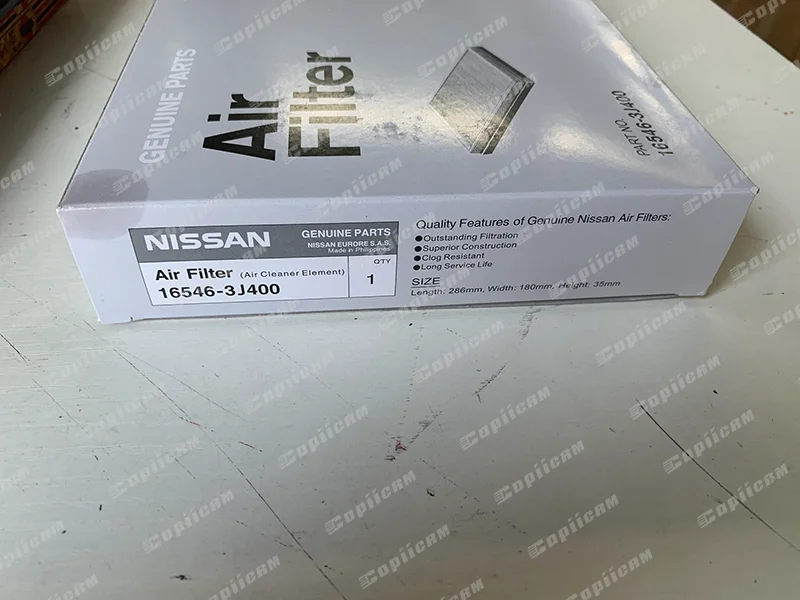 GENUINE PARTS
Air
Filter
PART NO.
16546-3J400
NISSAN
GENUINE PARTS
NISSAN EUROPE S.A.S.
Made in Philippines
Air Filter (Air Cleaner Element)
16546-3J400
QTY
1
Quality Features of Genuine Nissan Air Filters:
●Outstanding Filtration
●Superior Construction
●Clog Resistant
●Long Service Life
SIZE
Length: 286mm, Width: 180mm, Height: 35mm
CopiicAM